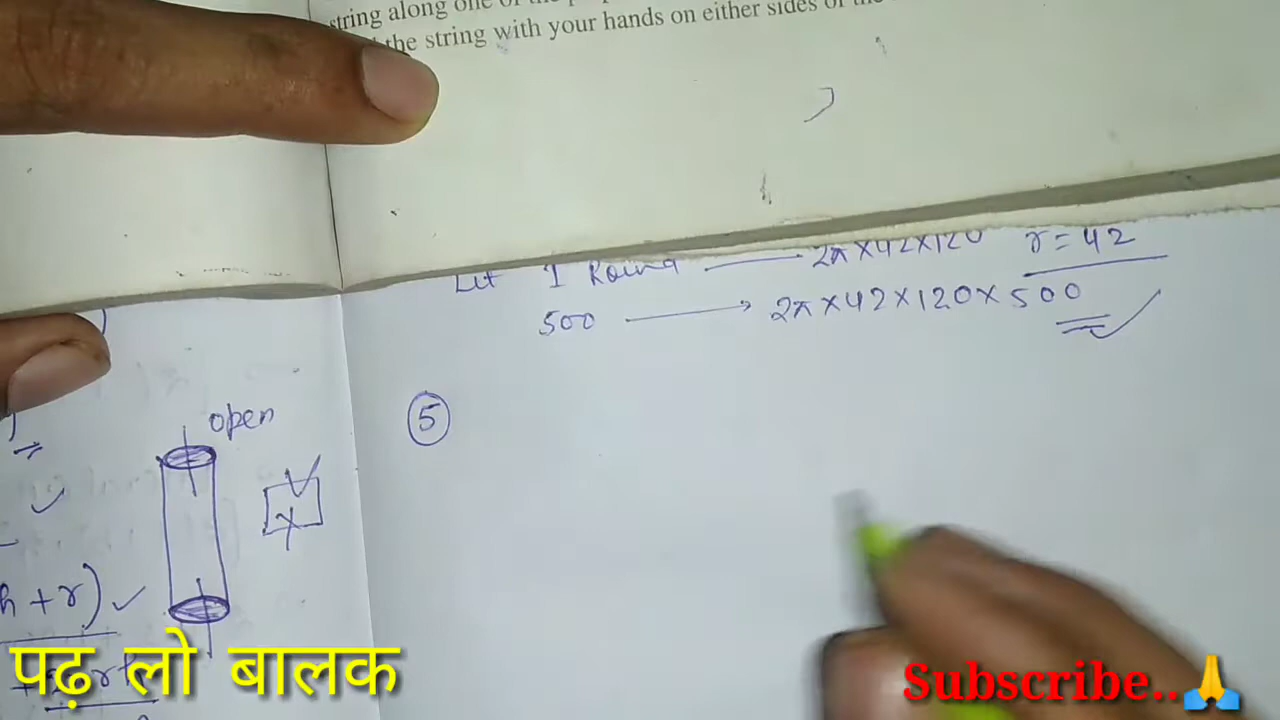 string along one of the
the string with your hands on either sides of the
Let 1 Round 2π×42×120 r = 42
500 → 2π×42×120×500
open
5
h + r)
पढ़ लो बालक
Subscribe..🙏